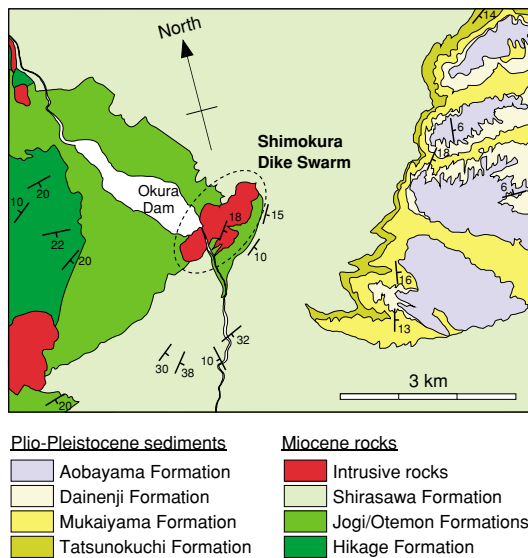 North
14
6
18
6
Shimokura
Dike Swarm
Okura
Dam
20
10
22
20
18
15
10
16
13
32
30
38
10
20
3 km
Plio-Pleistocene sediments
Aobayama Formation
Dainenji Formation
Mukaiyama Formation
Tatsunokuchi Formation
Miocene rocks
Intrusive rocks
Shirasawa Formation
Jogi/Otemon Formations
Hikage Formation